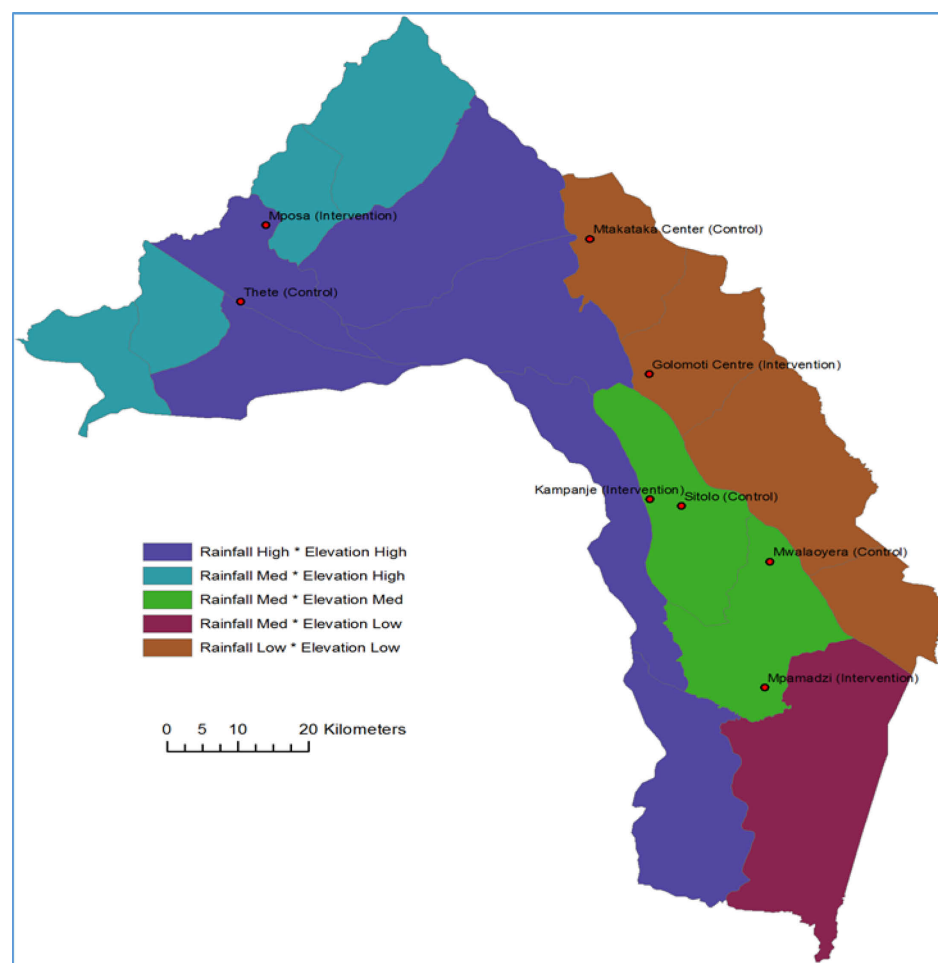 Mposa (Intervention)
Mtakataka Center (Control)
Thete (Control)
Golomoti Centre (Intervention)
Kampanje (Intervention)
Sitolo (Control)
Mwalaoyera (Control)
Mpamadzi (Intervention)
Rainfall High * Elevation High
Rainfall Med * Elevation High
Rainfall Med * Elevation Med
Rainfall Med * Elevation Low
Rainfall Low * Elevation Low
0 5 10 20 Kilometers